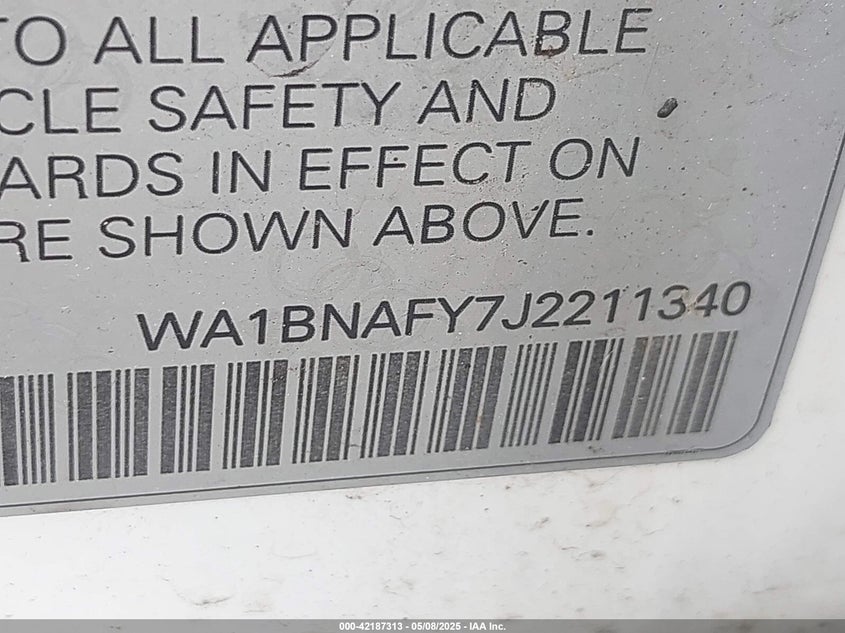 TO ALL APPLICABLE
CLE SAFETY AND
ARDS IN EFFECT ON
RE SHOWN ABOVE.
WA1BNAFY7J2211340
000-42187313 - 05/08/2025 - IAA Inc.